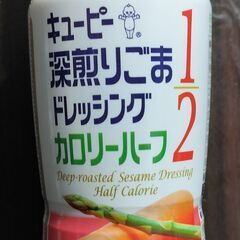 キユーピー
深煎りごま
ドレッシング
カロリーハーフ
1/2
Deep-roasted Sesame Dressing
Half Calorie